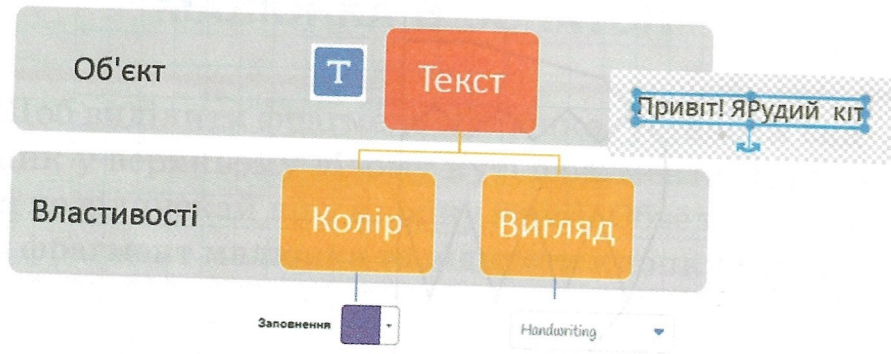 Об'єкт
T
Текст
Привіт! ЯРудий кіт
Властивості
Колір
Вигляд
Заповнення
Handwriting